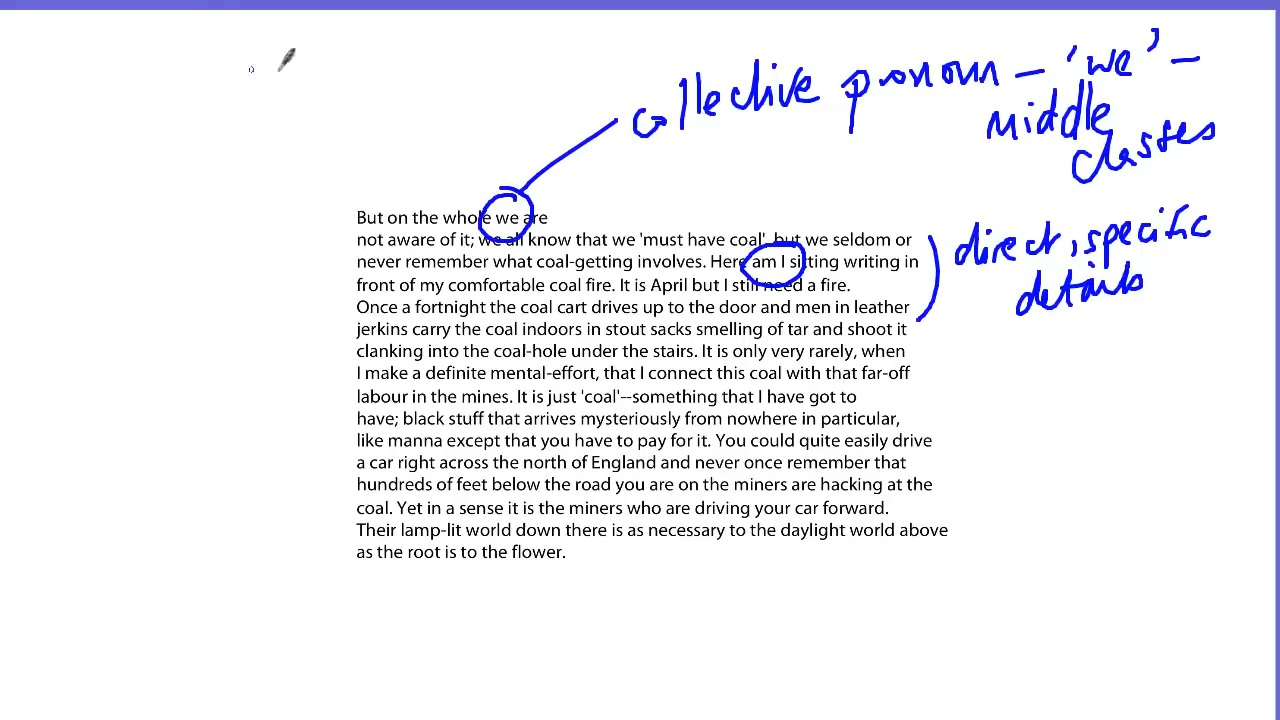 collective pronoun – 'we' –
middle
classes
But on the whole we are
not aware of it; we all know that we 'must have coal', but we seldom or
never remember what coal-getting involves. Here am I sitting writing in
front of my comfortable coal fire. It is April but I still need a fire.
Once a fortnight the coal cart drives up to the door and men in leather
jerkins carry the coal indoors in stout sacks smelling of tar and shoot it
clanking into the coal-hole under the stairs. It is only very rarely, when
I make a definite mental-effort, that I connect this coal with that far-off
labour in the mines. It is just 'coal'--something that I have got to
have; black stuff that arrives mysteriously from nowhere in particular,
like manna except that you have to pay for it. You could quite easily drive
a car right across the north of England and never once remember that
hundreds of feet below the road you are on the miners are hacking at the
coal. Yet in a sense it is the miners who are driving your car forward.
Their lamp-lit world down there is as necessary to the daylight world above
as the root is to the flower.
direct, specific
details